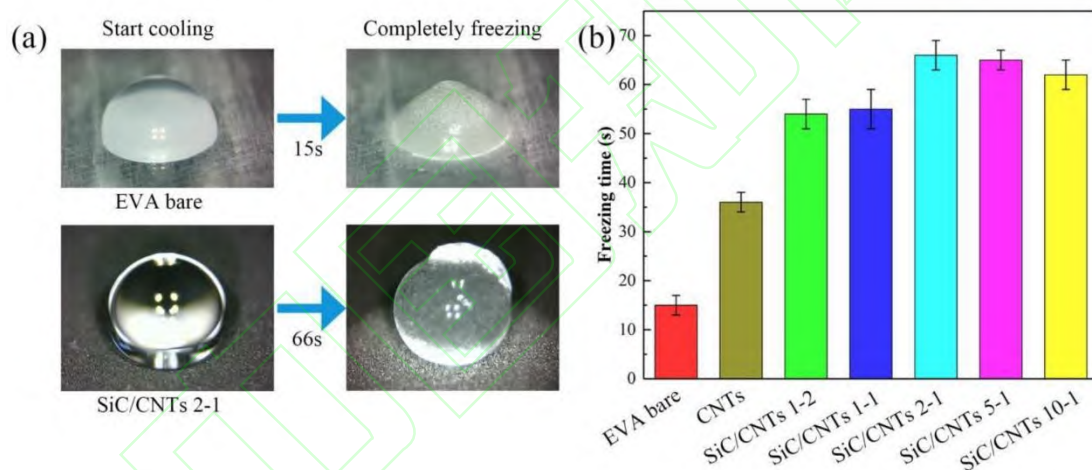 (a)
Start cooling
Completely freezing
15s
EVA bare
66s
SiC/CNTs 2-1
(b)
Freezing time (s)
70
60
50
40
30
20
10
0
EVA bare
CNTs
SiC/CNTs 1-2
SiC/CNTs 1-1
SiC/CNTs 2-1
SiC/CNTs 5-1
SiC/CNTs 10-1